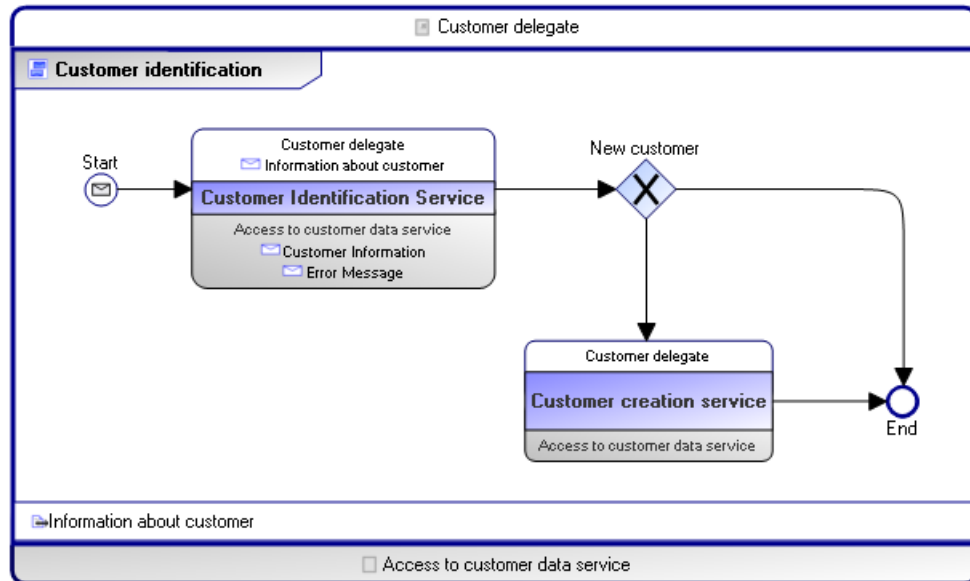 Customer delegate
Customer identification
Start
Customer delegate
Information about customer
Customer Identification Service
Access to customer data service
Customer Information
Error Message
New customer
X
Customer delegate
Customer creation service
Access to customer data service
End
Information about customer
Access to customer data service